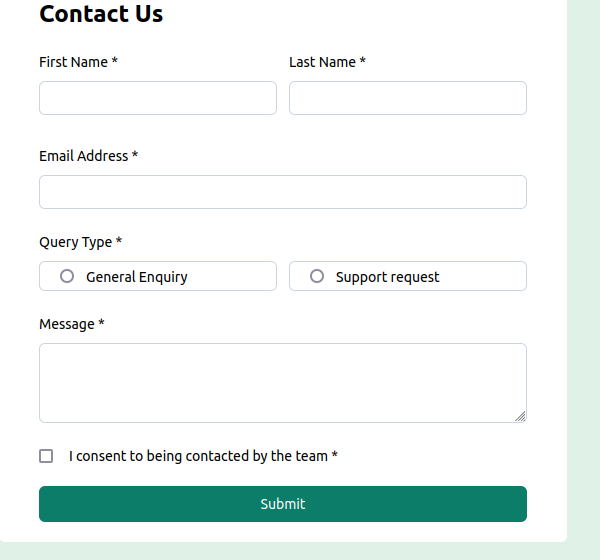 Contact Us
First Name * Last Name *
Email Address *
Query Type *
General Enquiry Support request
Message *
I consent to being contacted by the team *
Submit